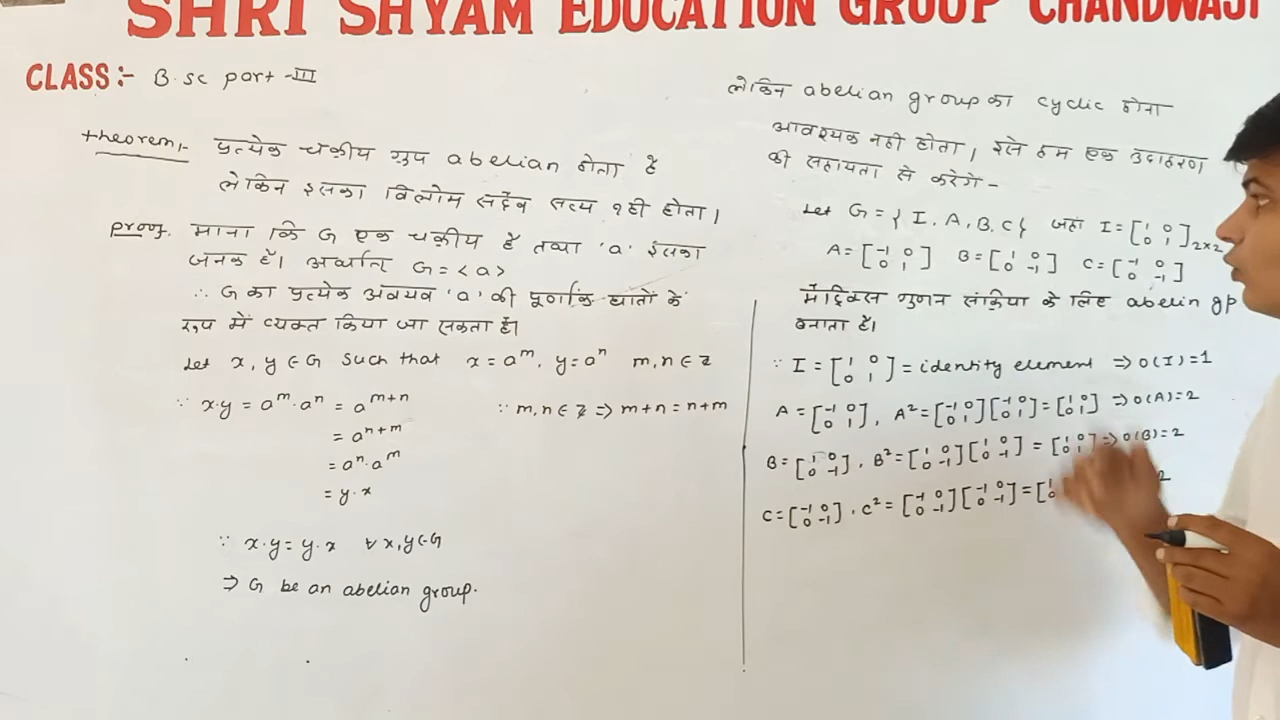 SHRI SHYAM EDUCATION GROUP CHANDWAJI
CLASS:- B.sc part-III
theorem:- प्रत्येक चक्रीय ग्रुप abelian होता है
लेकिन इसका विलोम सदैव सत्य नही होता।
proof. माना कि G एक चक्रीय है तथा 'a' इसका
जनक है। अर्थात् G=<a>
∴ G का प्रत्येक अवयव 'a' की पूर्णांक घातों के
रूप में व्यक्त किया जा सकता है।
Let x, y ∈ G such that x=a^m, y=a^n m,n ∈ z
∵ x.y = a^m.a^n = a^{m+n} ∵ m,n ∈ z ⇒ m+n=n+m
= a^{n+m}
= a^n.a^m
= y.x
∵ x.y=y.x ∀ x,y ∈ G
⇒ G be an abelian group.
लेकिन abelian group का cyclic होना
आवश्यक नही होता, इसे हम एक उदाहरण
की सहायता से करेगे-
Let G={I,A,B,C} जहां I=[1 0; 0 1]2x2
A=[-1 0; 0 1] B=[1 0; 0 -1] C=[-1 0; 0 -1]
मैट्रिक्स गुणन संक्रिया के लिए abelin gp
बनाता है।
∵ I=[1 0; 0 1]=identity element ⇒ O(I)=1
A=[-1 0; 0 1], A²=[-1 0; 0 1][-1 0; 0 1]=[1 0; 0 1] ⇒ O(A)=2
B=[1 0; 0 -1], B²=[1 0; 0 -1][1 0; 0 -1]=[1 0; 0 1] ⇒ O(B)=2
C=[-1 0; 0 -1], C²=[-1 0; 0 -1][-1 0; 0 -1]=[1 0 2